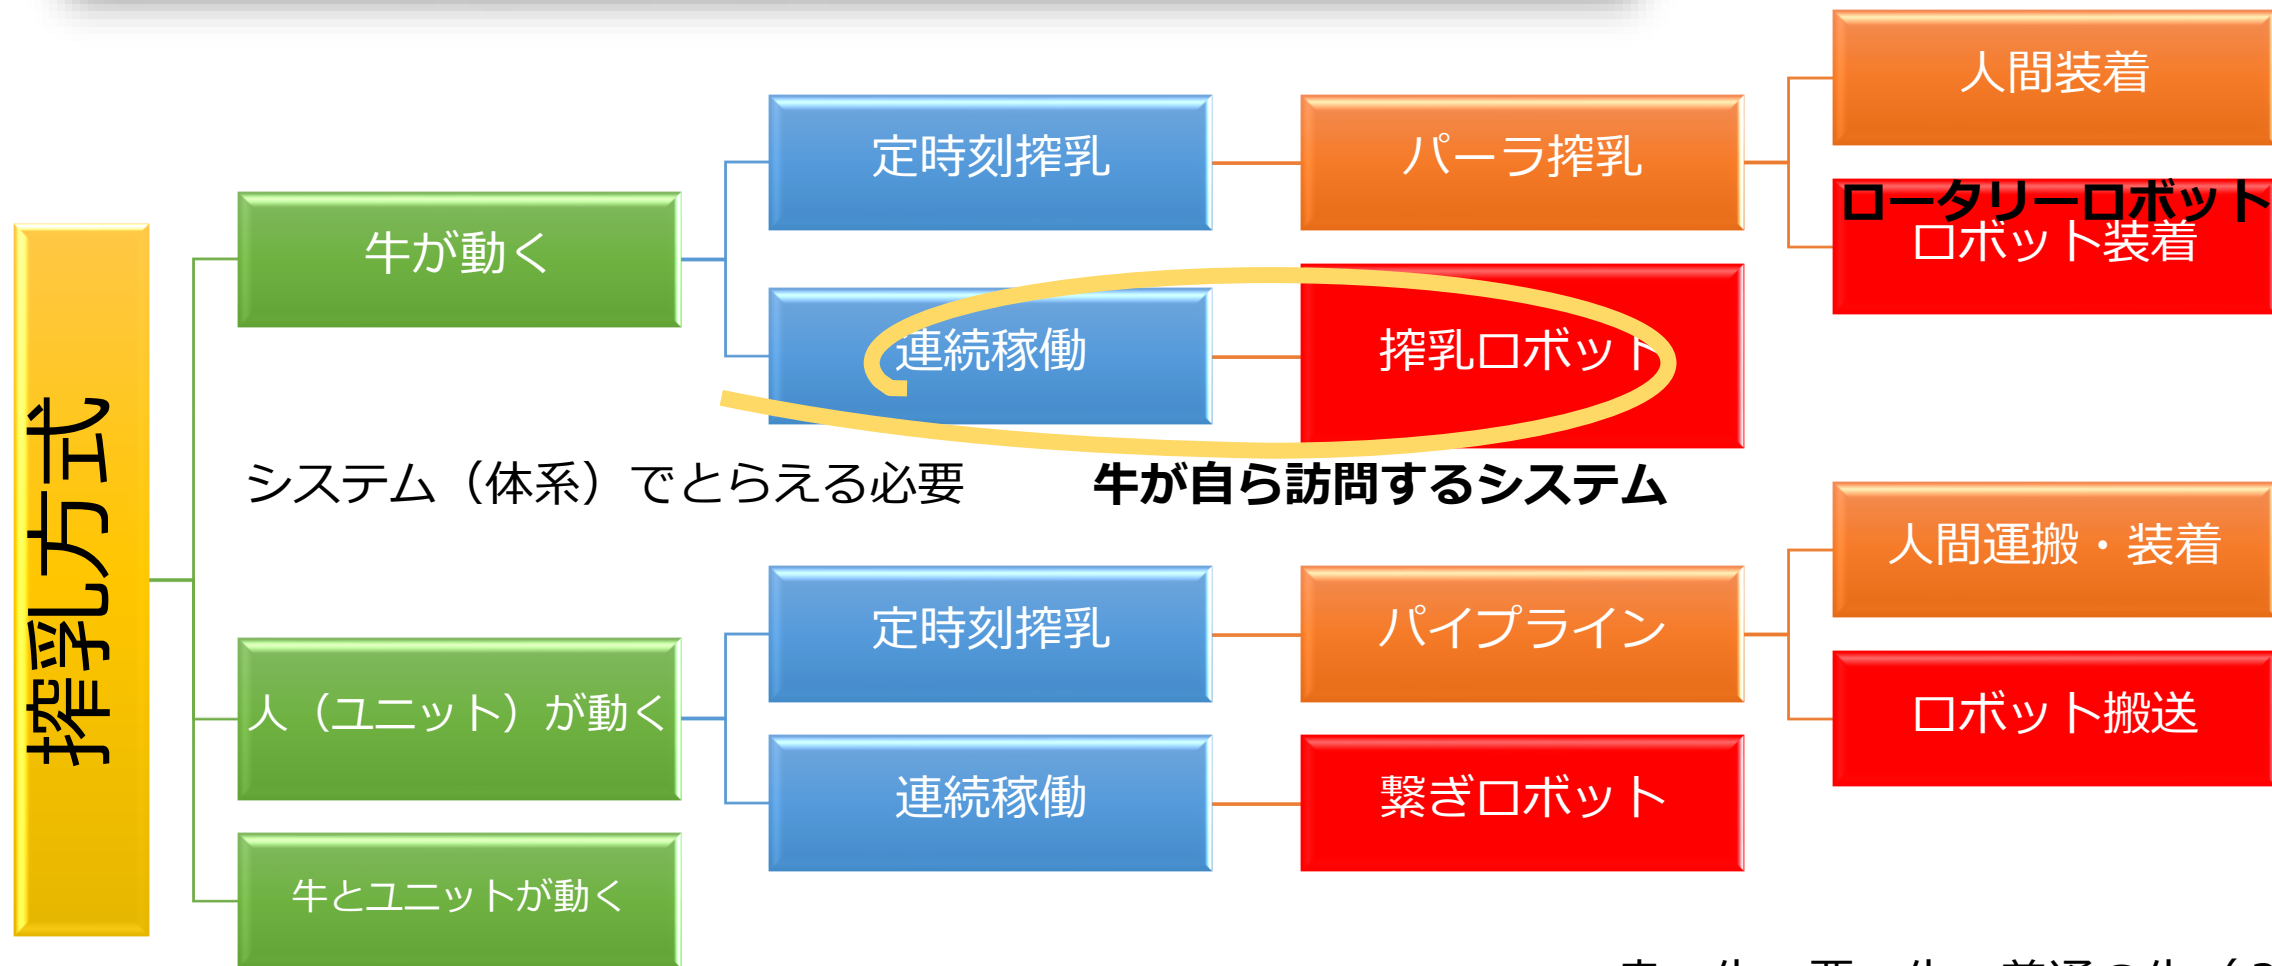 搾乳方式
牛が動く
定時刻搾乳
パーラ搾乳
人間装着
ロータリーロボット
ロボット装着
連続稼働
搾乳ロボット
システム（体系）でとらえる必要
牛が自ら訪問するシステム
人（ユニット）が動く
定時刻搾乳
パイプライン
人間運搬・装着
ロボット搬送
連続稼働
繋ぎロボット
牛とユニットが動く